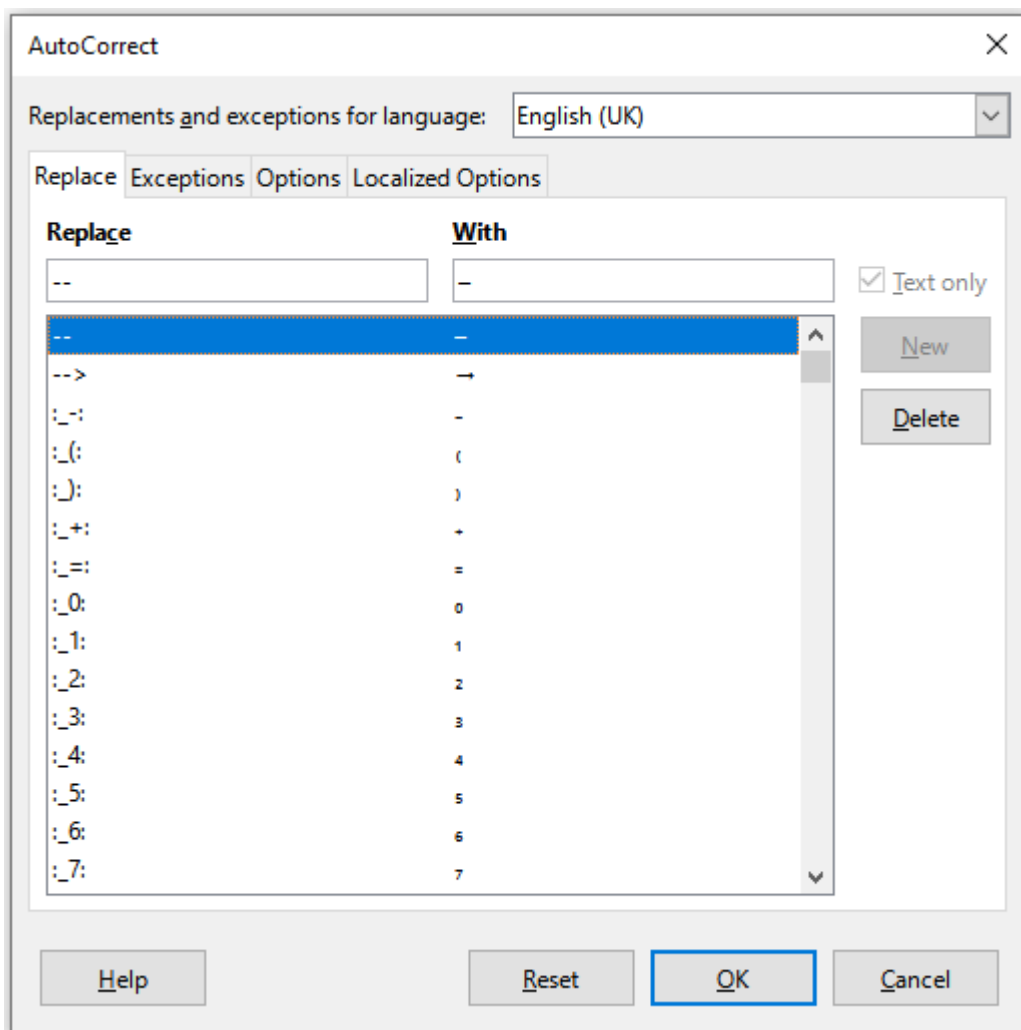 AutoCorrect
Replacements and exceptions for language: English (UK)
Replace Exceptions Options Localized Options
Replace With
-- – Text only
-- – New
--> → Delete
:_-: ₋
:_(: ₍
:_): ₎
:_+: ₊
:_=: ₌
:_0: ₀
:_1: ₁
:_2: ₂
:_3: ₃
:_4: ₄
:_5: ₅
:_6: ₆
:_7: ₇
Help Reset OK Cancel